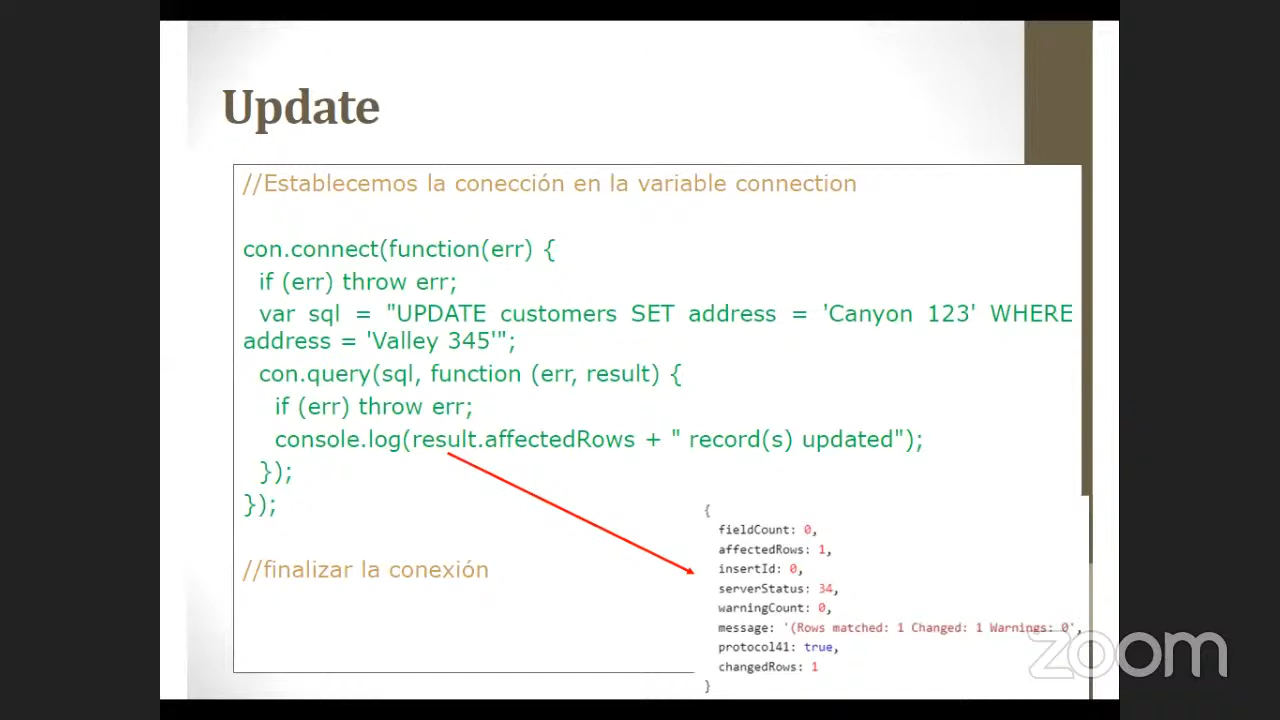 Update
//Establecemos la conección en la variable connection
con.connect(function(err) {
if (err) throw err;
var sql = "UPDATE customers SET address = 'Canyon 123' WHERE
address = 'Valley 345'";
con.query(sql, function (err, result) {
if (err) throw err;
console.log(result.affectedRows + " record(s) updated");
});
});
//finalizar la conexión
{
fieldCount: 0,
affectedRows: 1,
insertId: 0,
serverStatus: 34,
warningCount: 0,
message: '(Rows matched: 1 Changed: 1 Warnings: 0',
protocol41: true,
changedRows: 1
}
zoom